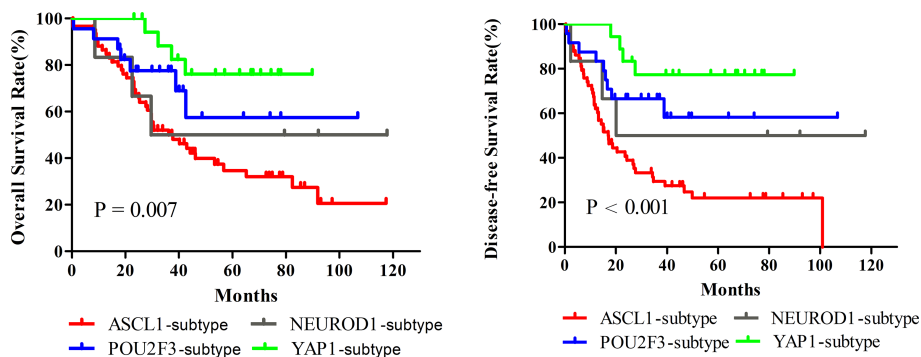 Overall Survival Rate(%)
100
80
60
40
20
0
P = 0.007
0 20 40 60 80 100 120
Months
ASCL1-subtype NEUROD1-subtype
POU2F3-subtype YAP1-subtype
Disease-free Survival Rate(%)
100
80
60
40
20
0
P < 0.001
0 20 40 60 80 100 120
Months
ASCL1-subtype NEUROD1-subtype
POU2F3-subtype YAP1-subtype